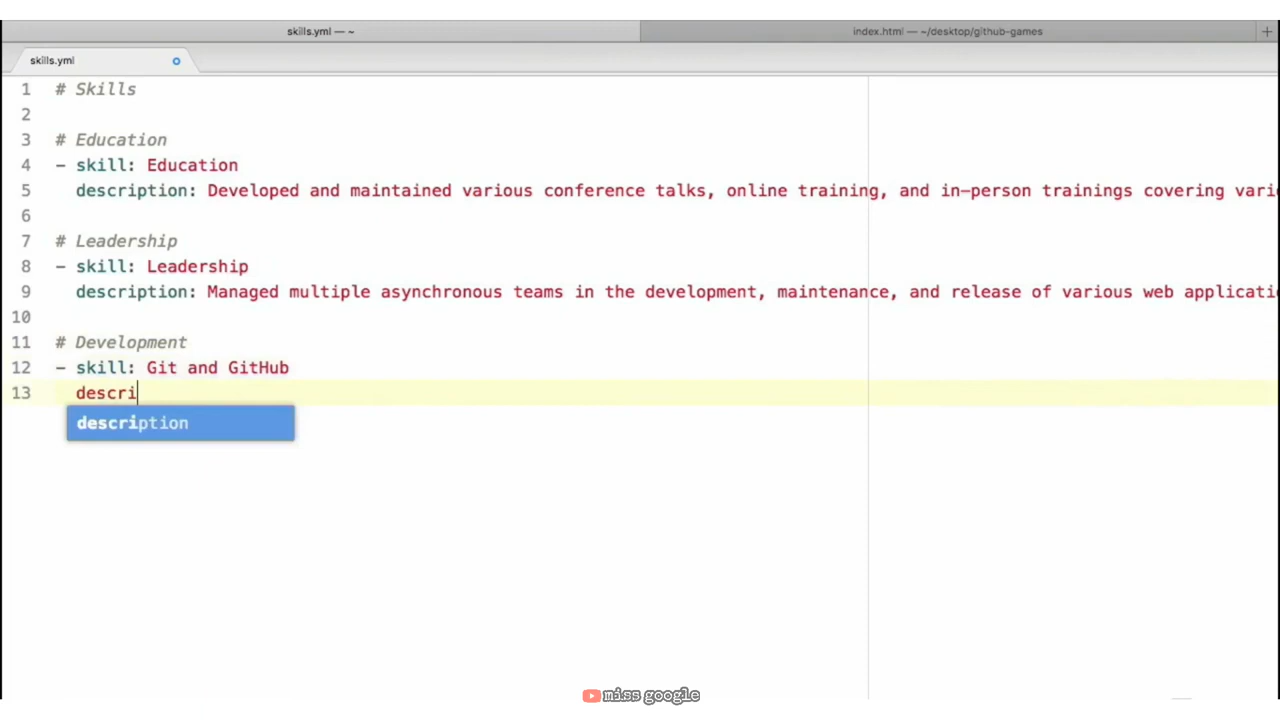 skills.yml — ~
index.html — ~/desktop/github-games
+
skills.yml
1 # Skills
2
3 # Education
4 - skill: Education
5 description: Developed and maintained various conference talks, online training, and in-person trainings covering vari
6
7 # Leadership
8 - skill: Leadership
9 description: Managed multiple asynchronous teams in the development, maintenance, and release of various web applicati
10
11 # Development
12 - skill: Git and GitHub
13 descri
description
miss google